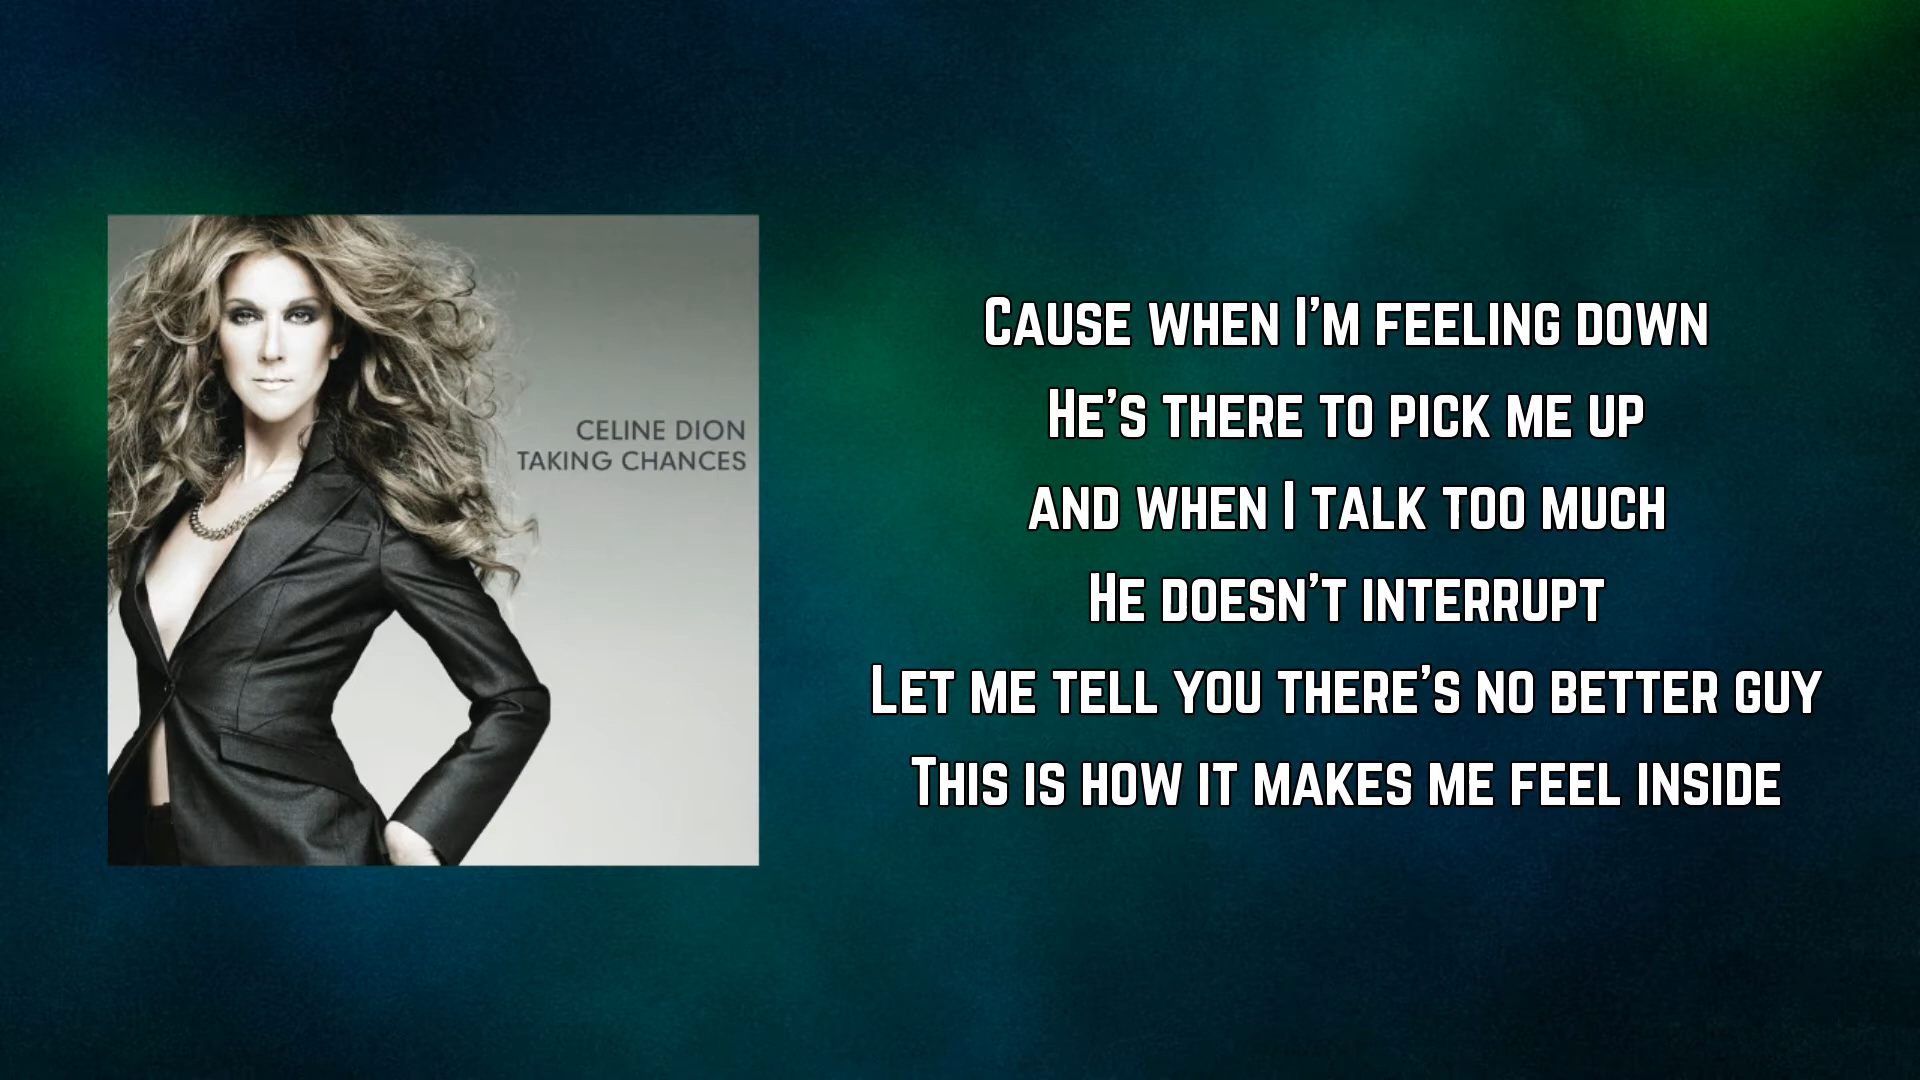 CELINE DION
TAKING CHANCES
Cause when I'm feeling down
He's there to pick me up
and when I talk too much
He doesn't interrupt
Let me tell you there's no better guy
This is how it makes me feel inside